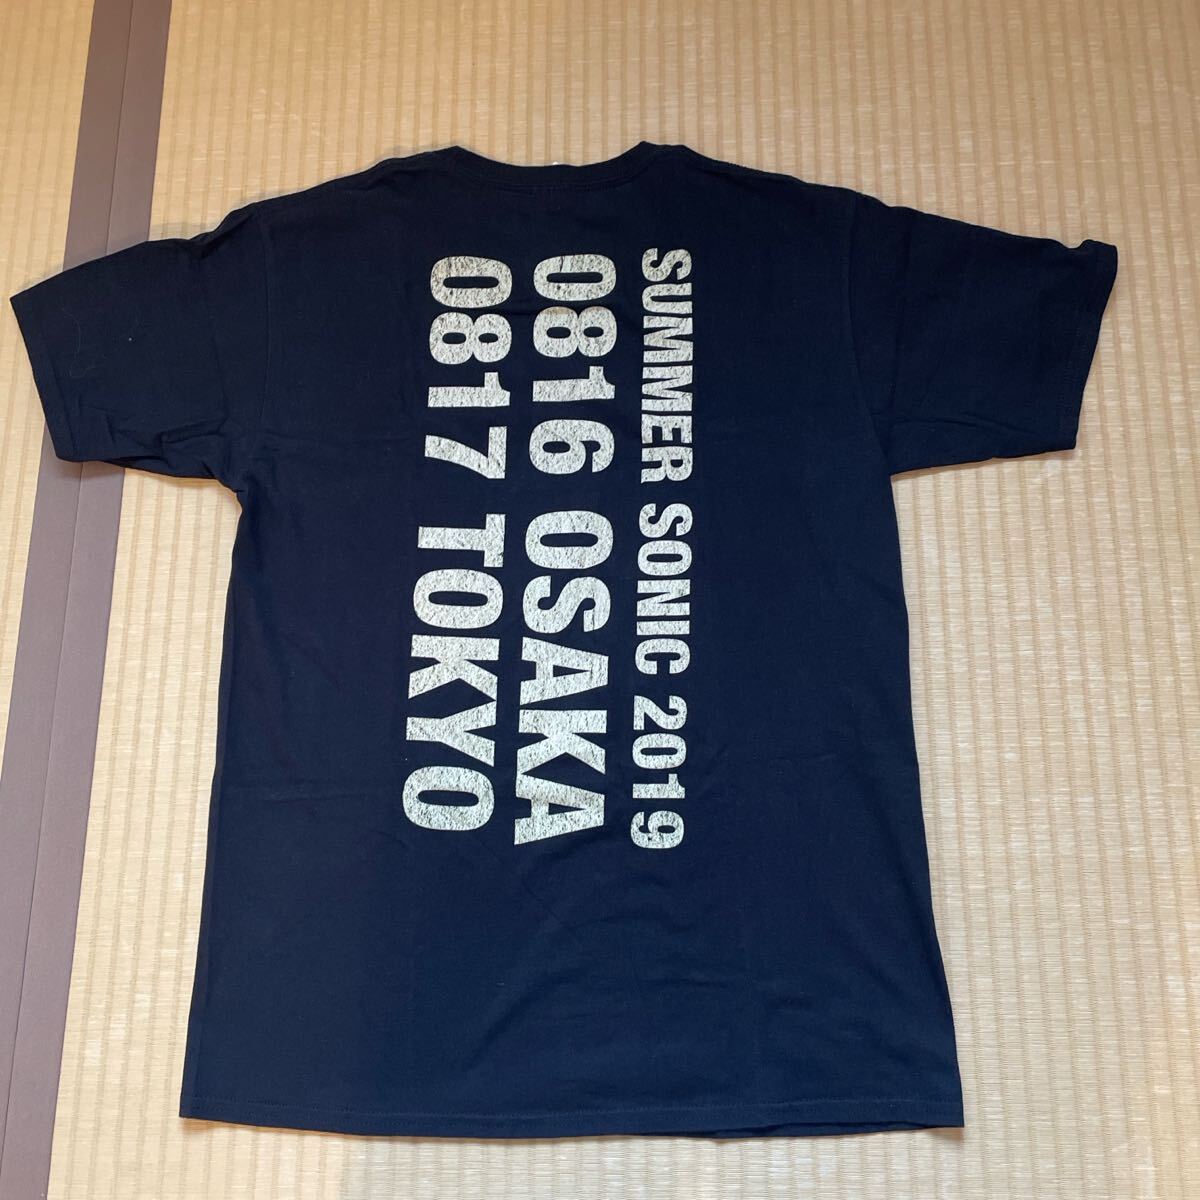 SUMMER SONIC 2019
0816 OSAKA
0817 TOKYO